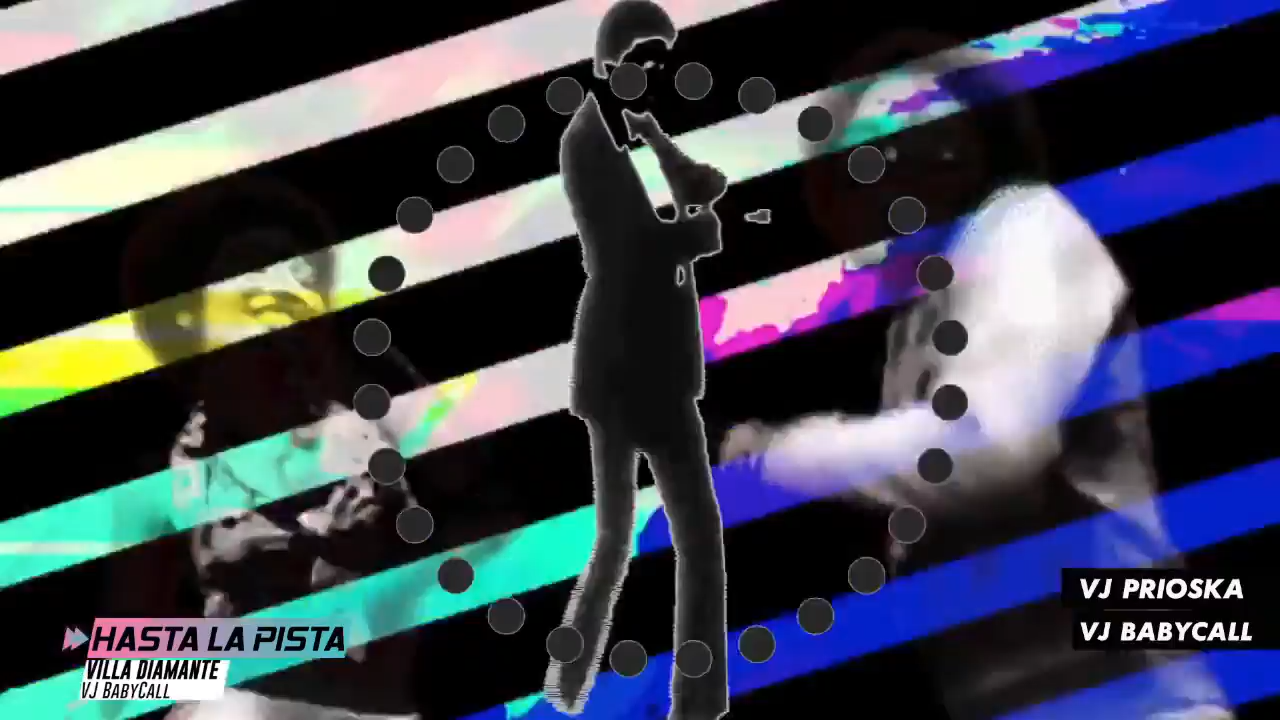 HASTA LA PISTA
VILLA DIAMANTE
VJ BABYCALL
VJ PRIOSKA
VJ BABYCALL